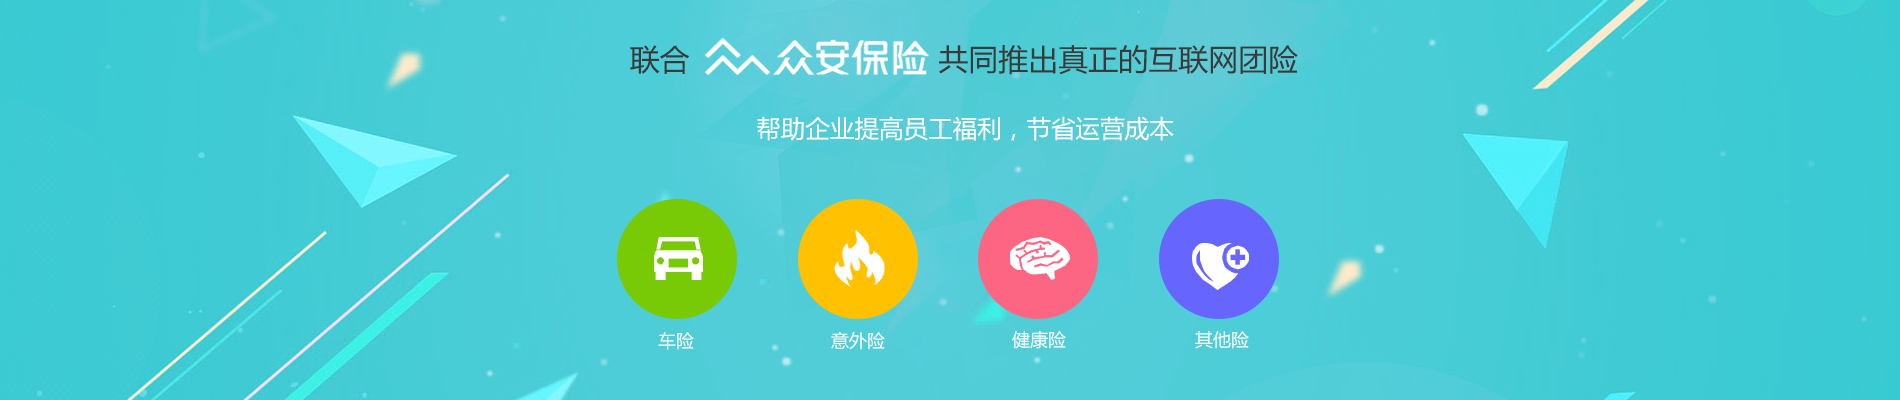 联合 众安保险 共同推出真正的互联网团险
帮助企业提高员工福利，节省运营成本
车险 意外险 健康险 其他险